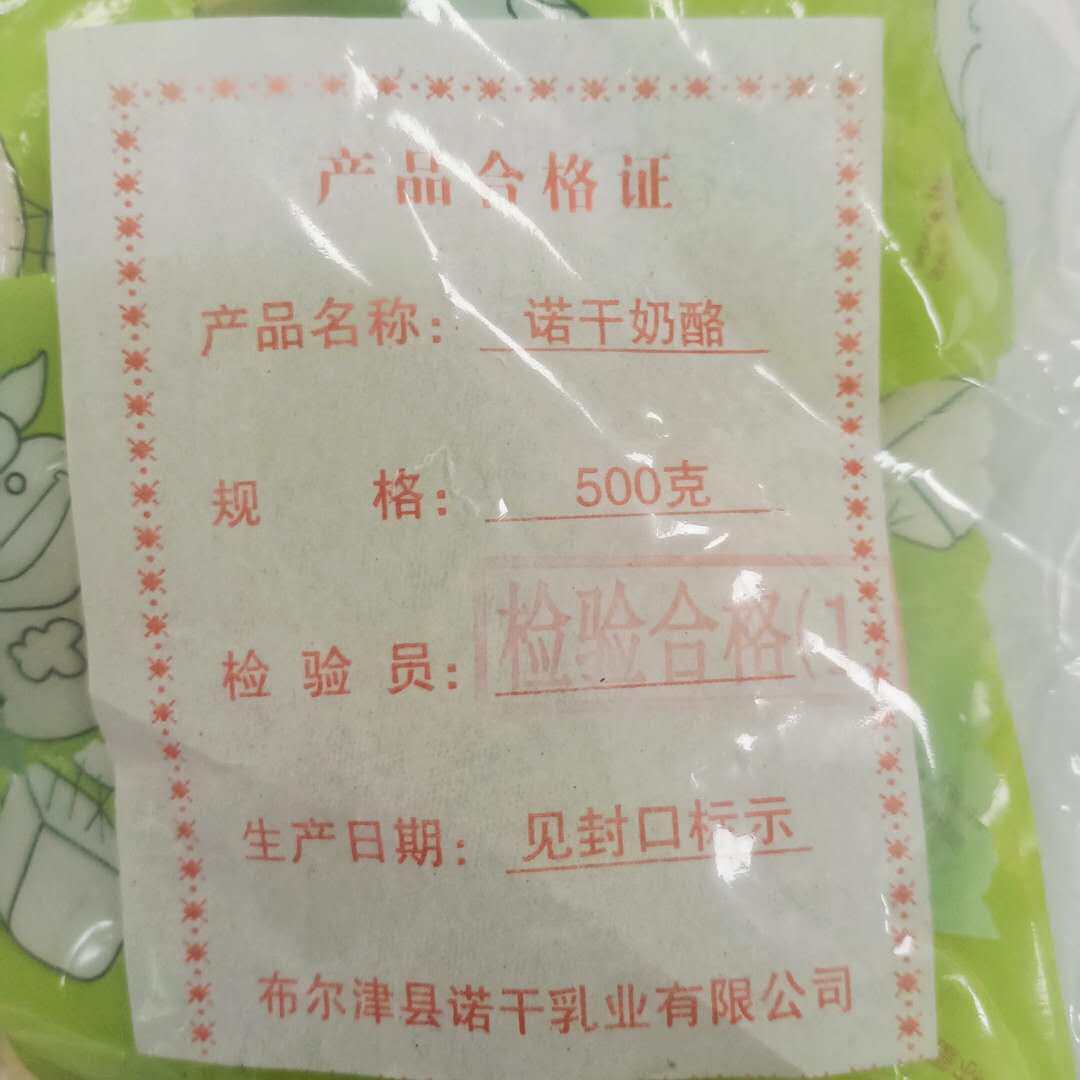 产品合格证
产品名称： 诺干奶酪
规 格： 500克
检 验 员： 检验合格(1
生产日期： 见封口标示
布尔津县诺干乳业有限公司